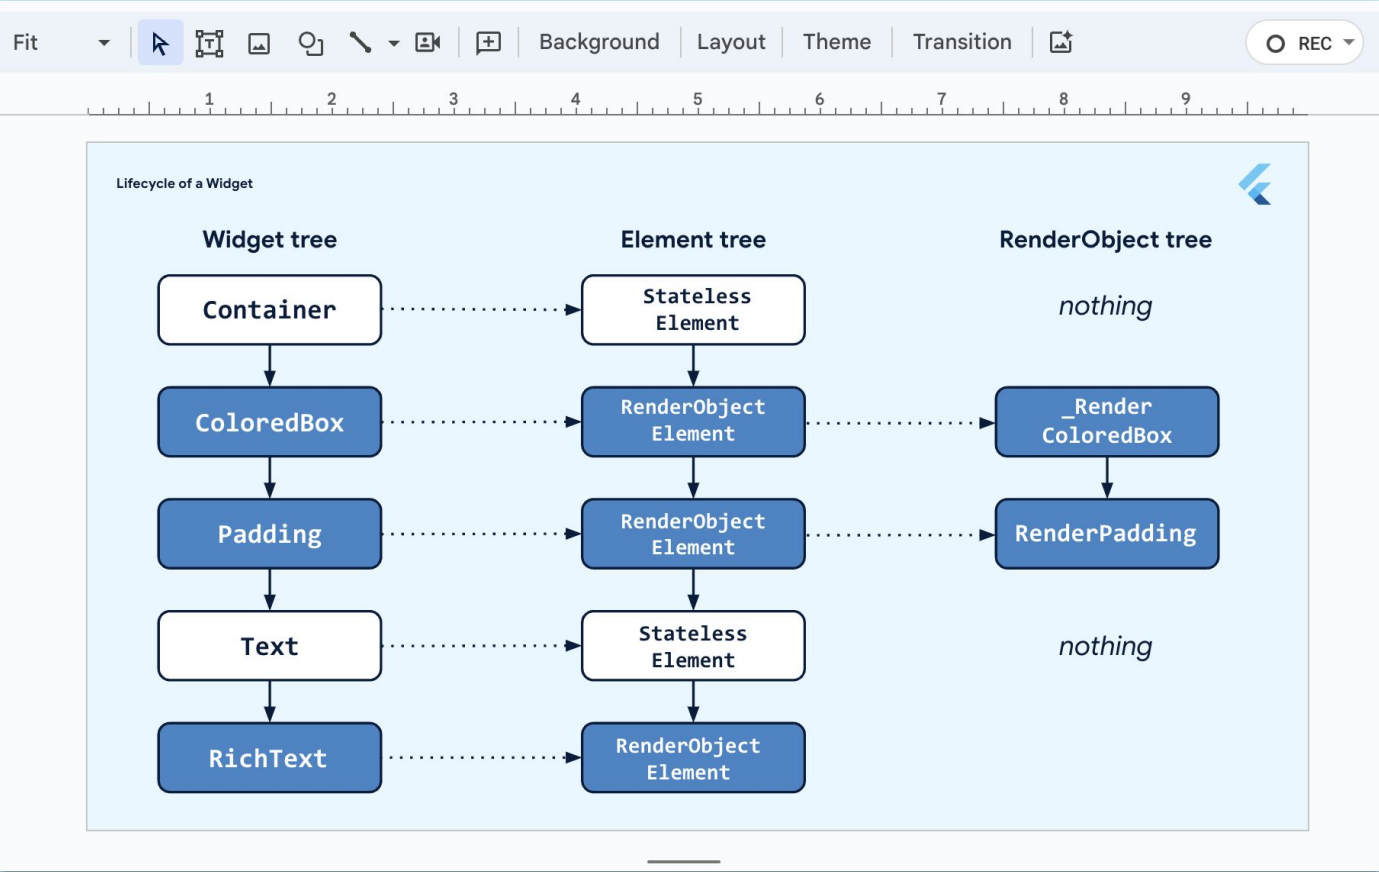 Fit
Background
Layout
Theme
Transition
REC
1 2 3 4 5 6 7 8 9
Lifecycle of a Widget
Widget tree
Element tree
RenderObject tree
Container
Stateless
Element
nothing
ColoredBox
RenderObject
Element
_Render
ColoredBox
Padding
RenderObject
Element
RenderPadding
Text
Stateless
Element
nothing
RichText
RenderObject
Element